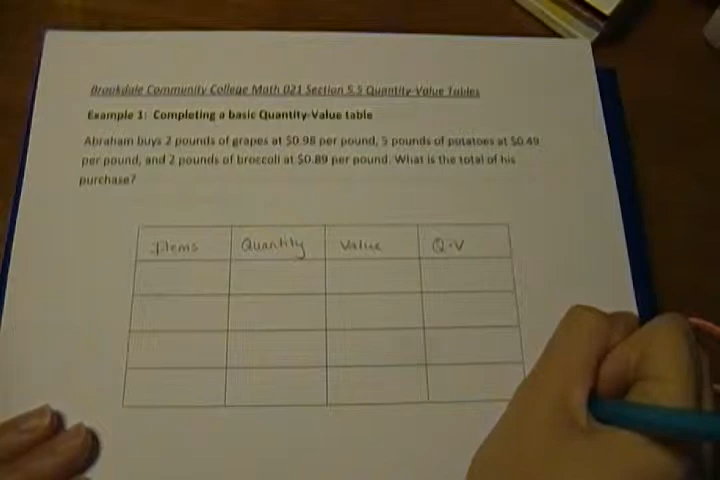 Brookdale Community College Math 021 Section 5.5 Quantity-Value Tables
Example 1: Completing a basic Quantity-Value table
Abraham buys 2 pounds of grapes at $0.98 per pound, 5 pounds of potatoes at $0.49
per pound, and 2 pounds of broccoli at $0.89 per pound. What is the total of his
purchase?
Items Quantity Value Q·V